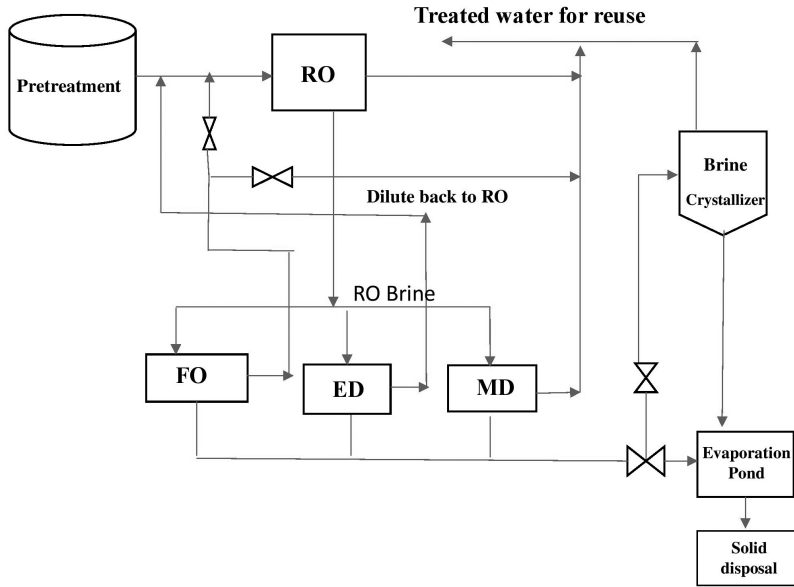 Treated water for reuse
Pretreatment
RO
Brine
Crystallizer
Dilute back to RO
RO Brine
FO
ED
MD
Evaporation
Pond
Solid
disposal